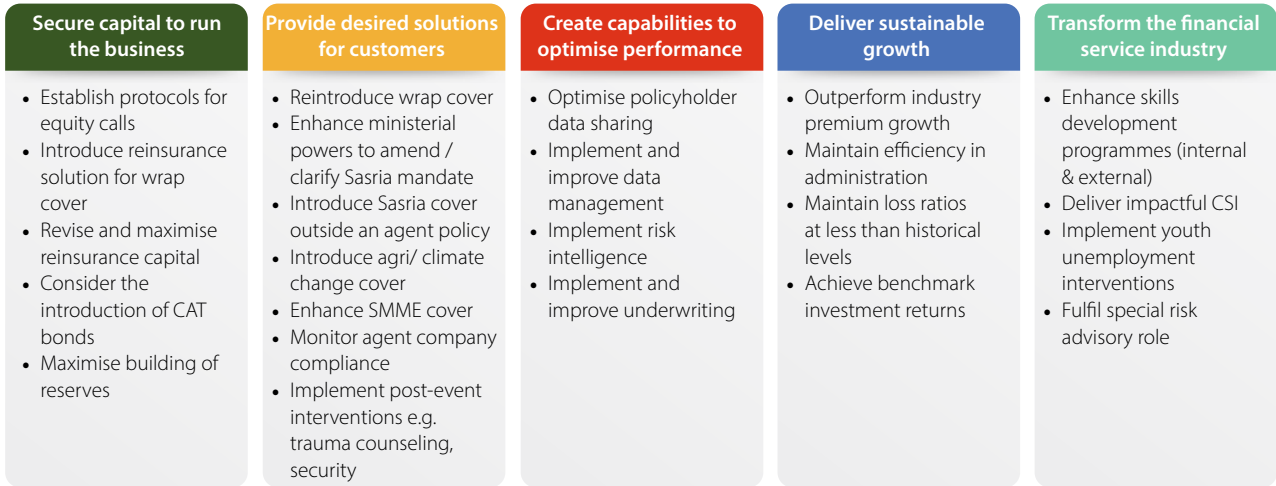 Secure capital to run
the business
• Establish protocols for
equity calls
• Introduce reinsurance
solution for wrap
cover
• Revise and maximise
reinsurance capital
• Consider the
introduction of CAT
bonds
• Maximise building of
reserves
Provide desired solutions
for customers
• Reintroduce wrap cover
• Enhance ministerial
powers to amend /
clarify Sasria mandate
• Introduce Sasria cover
outside an agent policy
• Introduce agri/ climate
change cover
• Enhance SMME cover
• Monitor agent company
compliance
• Implement post-event
interventions e.g.
trauma counseling,
security
Create capabilities to
optimise performance
• Optimise policyholder
data sharing
• Implement and
improve data
management
• Implement risk
intelligence
• Implement and
improve underwriting
Deliver sustainable
growth
• Outperform industry
premium growth
• Maintain efficiency in
administration
• Maintain loss ratios
at less than historical
levels
• Achieve benchmark
investment returns
Transform the financial
service industry
• Enhance skills
development
programmes (internal
& external)
• Deliver impactful CSI
• Implement youth
unemployment
interventions
• Fulfil special risk
advisory role